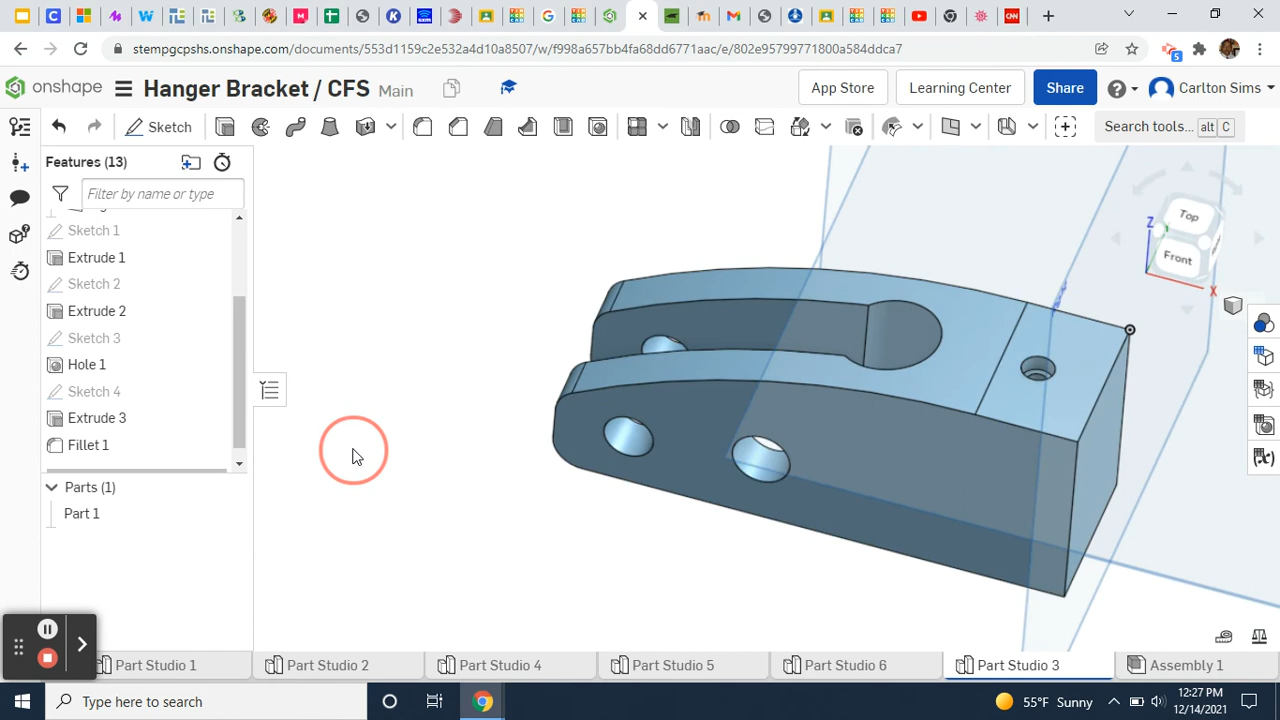 stempgcpshs.onshape.com/documents/553d1159c2e532a4d10a8507/w/f998a657bb4fa68dd6771aac/e/802e95799771800a584ddca7
5
onshape
Hanger Bracket / CFS Main
App Store
Learning Center
Share
Carlton Sims
Sketch
Search tools... alt C
Features (13)
Filter by name or type
Sketch 1
Extrude 1
Sketch 2
Extrude 2
Sketch 3
Hole 1
Sketch 4
Extrude 3
Fillet 1
Parts (1)
Part 1
Top
Front
Z
X
Part Studio 1
Part Studio 2
Part Studio 4
Part Studio 5
Part Studio 6
Part Studio 3
Assembly 1
Type here to search
55°F Sunny
12:27 PM
12/14/2021